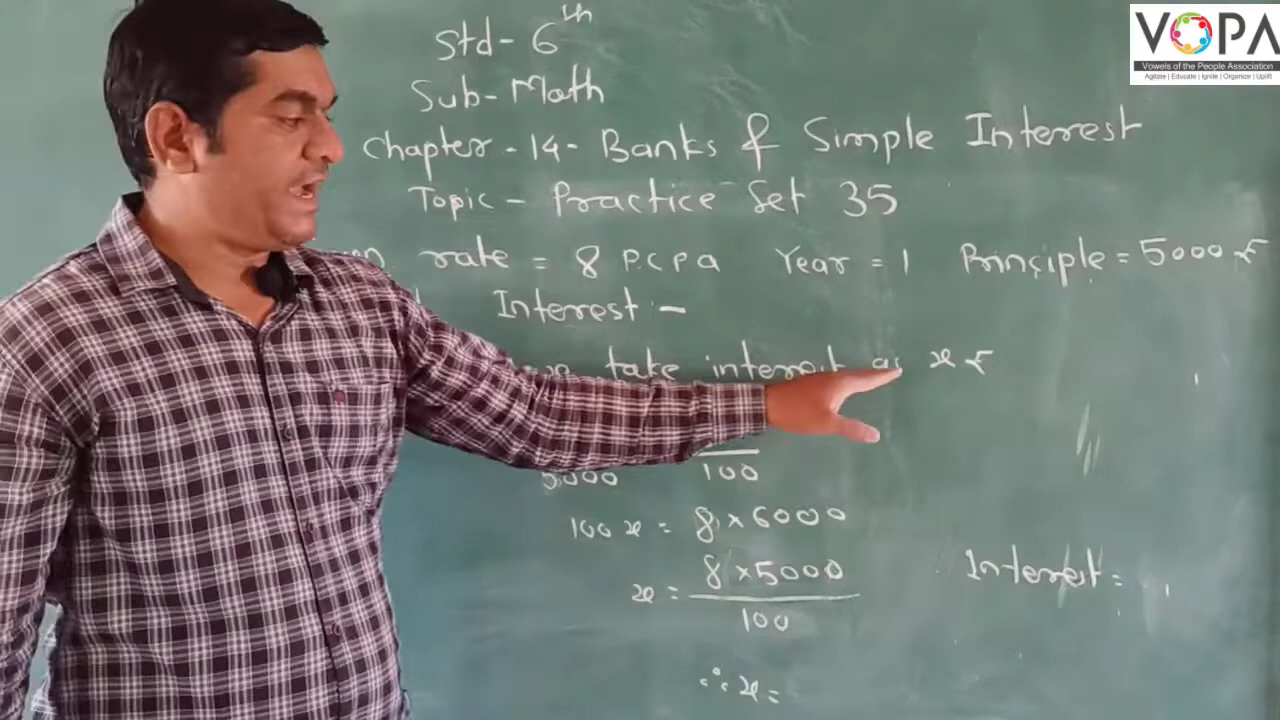 VOPA
Vowels of the People Association
Agitate | Educate | Ignite | Organize | Uplift
Std- 6th
Sub- Math
Chapter - 14 - Banks & Simple Interest
Topic - Practice Set 35
rate = 8 P.C.P.A Year = 1 Principle = 5000 ₹
Interest :-
take interest as x ₹
5000 100
100 x = 8 × 6000
x = 8 × 5000 / 100
Interest =
∴ x =